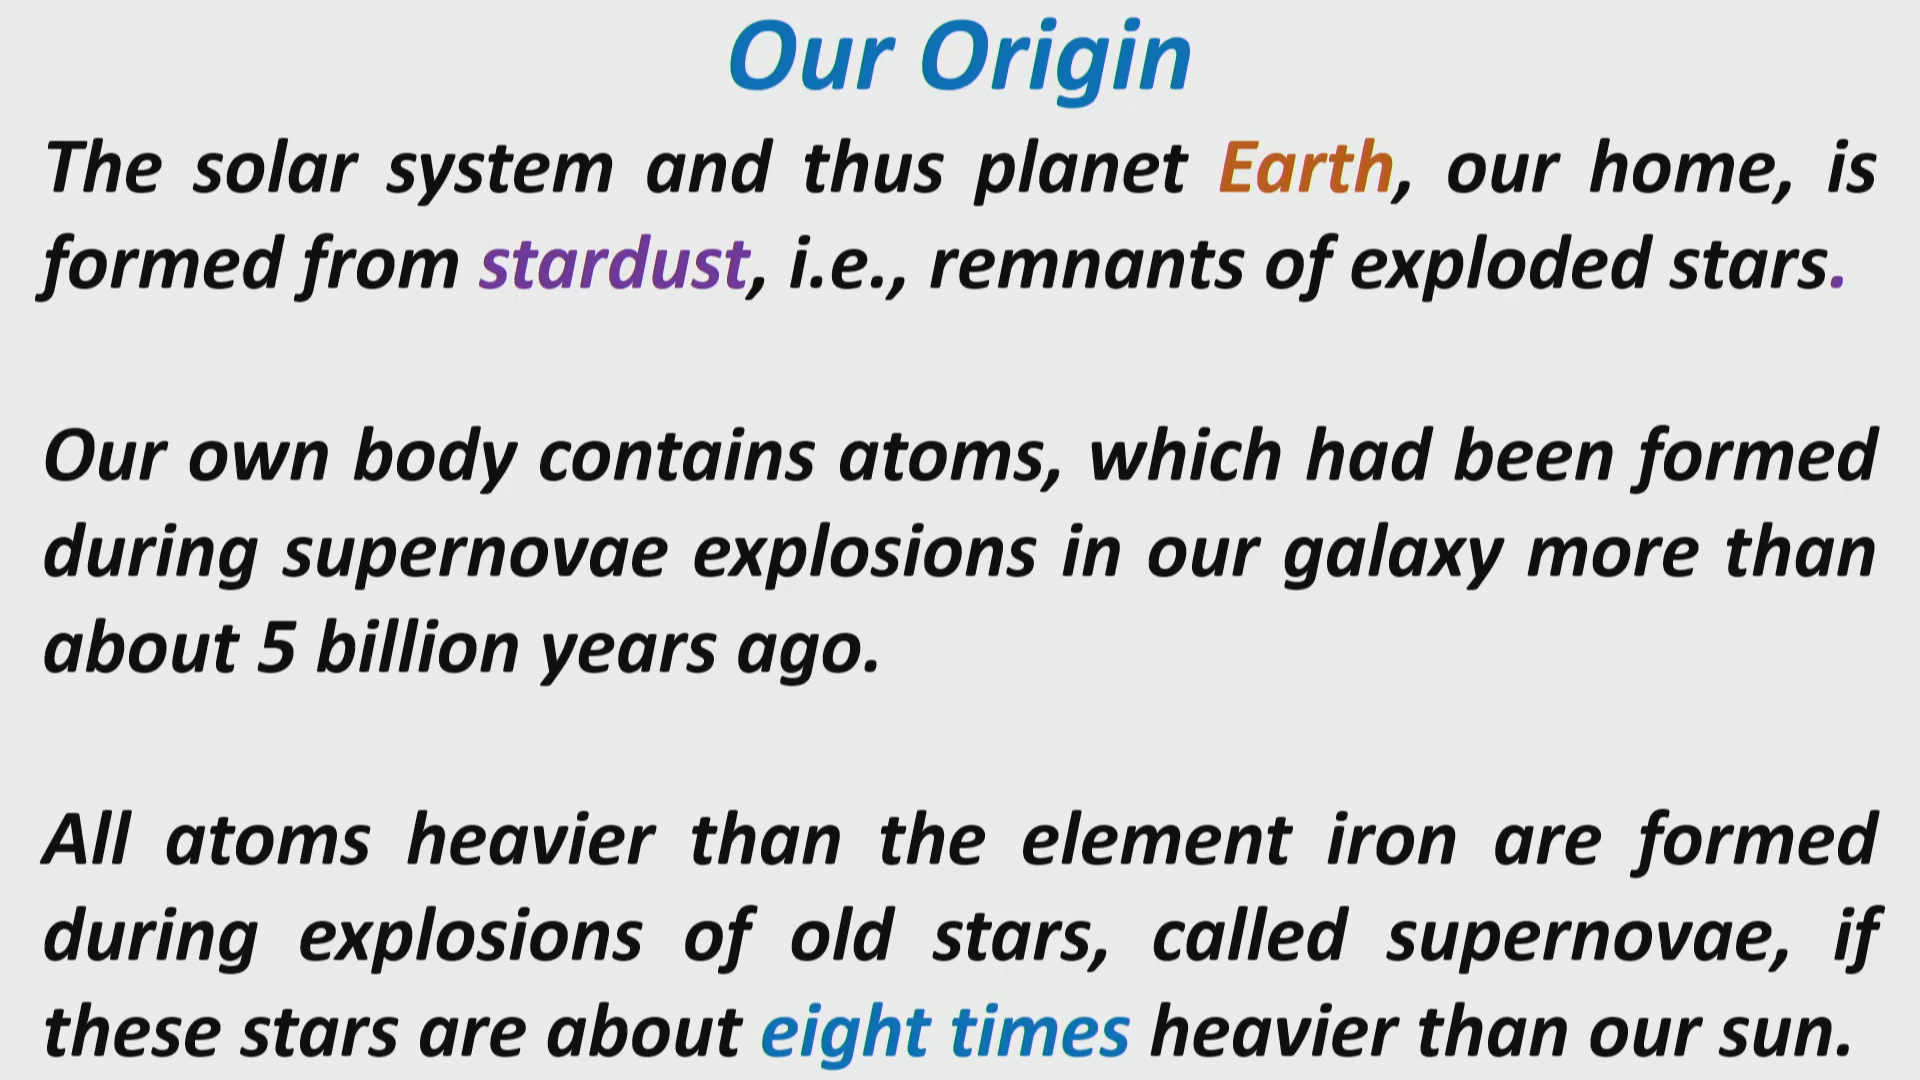 Our Origin
The solar system and thus planet Earth, our home, is
formed from stardust, i.e., remnants of exploded stars.
Our own body contains atoms, which had been formed
during supernovae explosions in our galaxy more than
about 5 billion years ago.
All atoms heavier than the element iron are formed
during explosions of old stars, called supernovae, if
these stars are about eight times heavier than our sun.